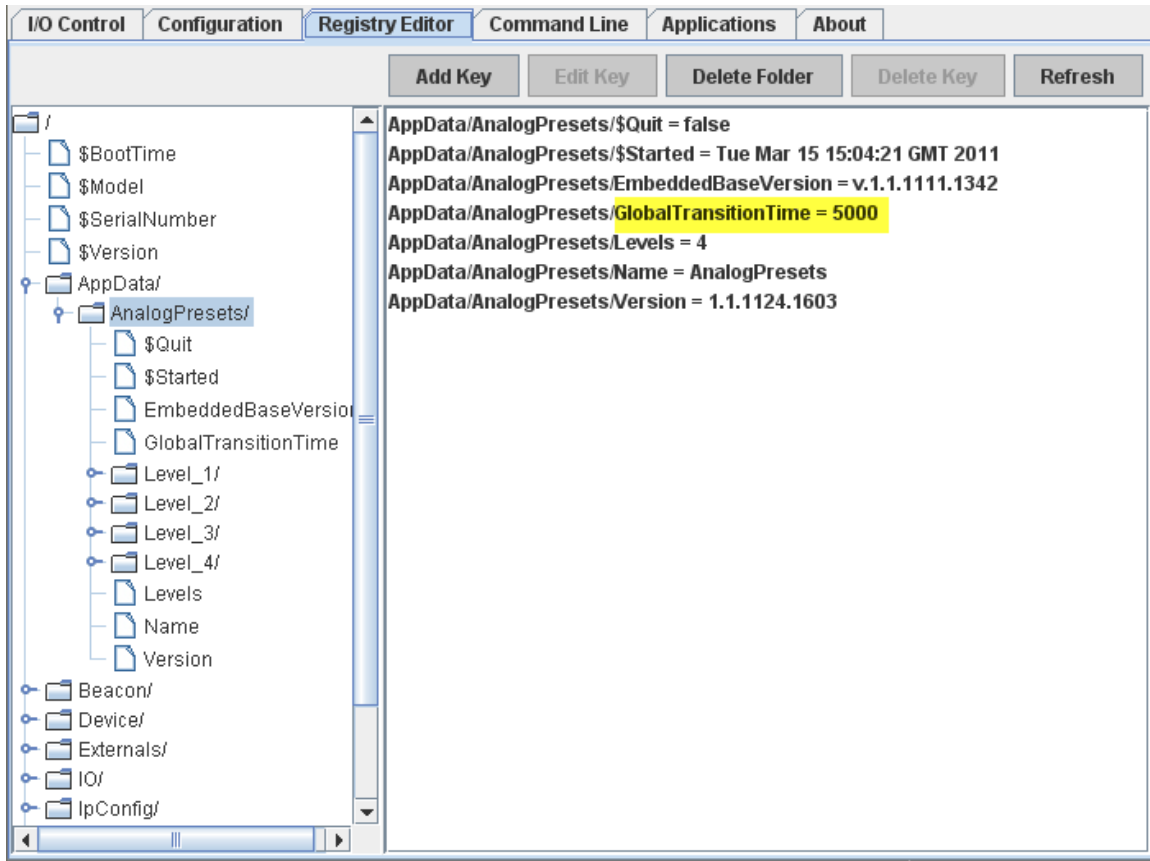 I/O Control Configuration Registry Editor Command Line Applications About
Add Key Edit Key Delete Folder Delete Key Refresh
/
$BootTime
$Model
$SerialNumber
$Version
AppData/
AnalogPresets/
$Quit
$Started
EmbeddedBaseVersion
GlobalTransitionTime
Level_1/
Level_2/
Level_3/
Level_4/
Levels
Name
Version
Beacon/
Device/
Externals/
IO/
IpConfig/
AppData/AnalogPresets/$Quit = false
AppData/AnalogPresets/$Started = Tue Mar 15 15:04:21 GMT 2011
AppData/AnalogPresets/EmbeddedBaseVersion = v.1.1.1111.1342
AppData/AnalogPresets/GlobalTransitionTime = 5000
AppData/AnalogPresets/Levels = 4
AppData/AnalogPresets/Name = AnalogPresets
AppData/AnalogPresets/Version = 1.1.1124.1603